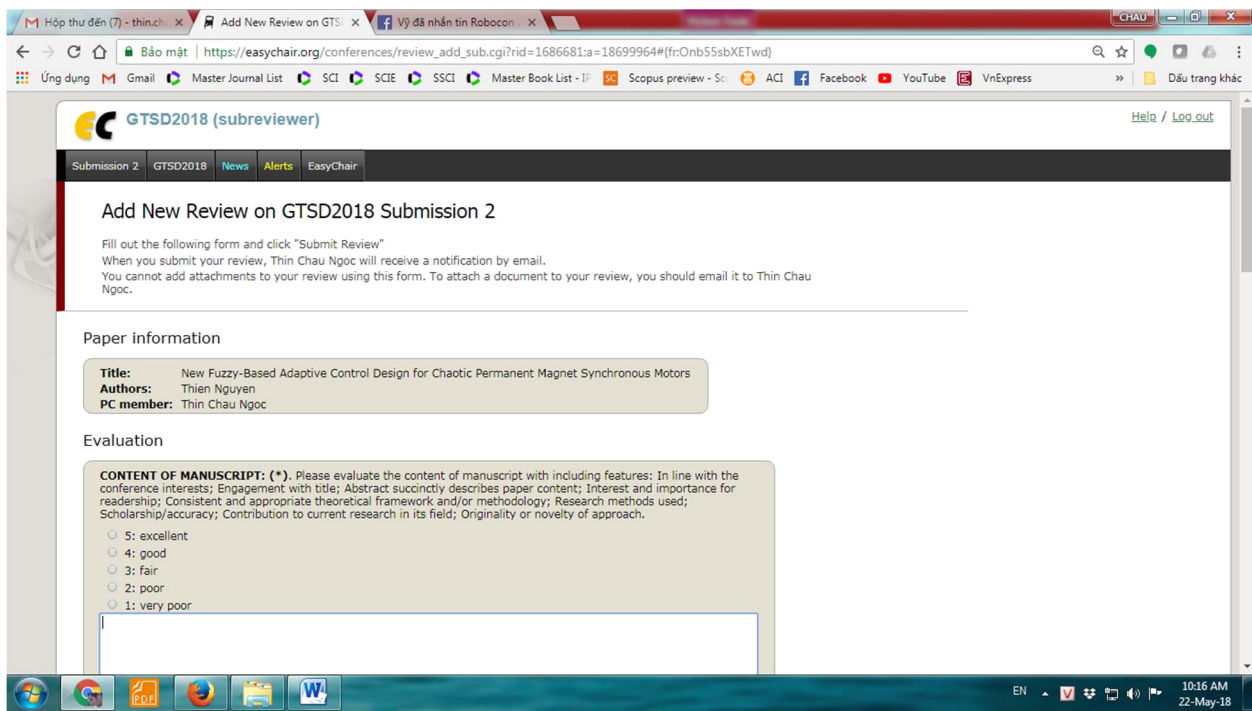 Hộp thư đến (7) - thin.ch
Add New Review on GTS
Vỹ đã nhắn tin Robocon
CHAU
Bảo mật | https://easychair.org/conferences/review_add_sub.cgi?rid=1686681;a=18699964#{fr:Onb55sbXETwd}
Ứng dụng Gmail Master Journal List SCI SCIE SSCI Master Book List - IP Scopus preview - Sc ACI Facebook YouTube VnExpress » Dấu trang khác
EC GTSD2018 (subreviewer)
Help / Log out
Submission 2 GTSD2018 News Alerts EasyChair
Add New Review on GTSD2018 Submission 2
Fill out the following form and click "Submit Review"
When you submit your review, Thin Chau Ngoc will receive a notification by email.
You cannot add attachments to your review using this form. To attach a document to your review, you should email it to Thin Chau
Ngoc.
Paper information
Title: New Fuzzy-Based Adaptive Control Design for Chaotic Permanent Magnet Synchronous Motors
Authors: Thien Nguyen
PC member: Thin Chau Ngoc
Evaluation
CONTENT OF MANUSCRIPT: (*). Please evaluate the content of manuscript with including features: In line with the
conference interests; Engagement with title; Abstract succinctly describes paper content; Interest and importance for
readership; Consistent and appropriate theoretical framework and/or methodology; Research methods used;
Scholarship/accuracy; Contribution to current research in its field; Originality or novelty of approach.
5: excellent
4: good
3: fair
2: poor
1: very poor
PDF
W
EN
V
10:16 AM
22-May-18